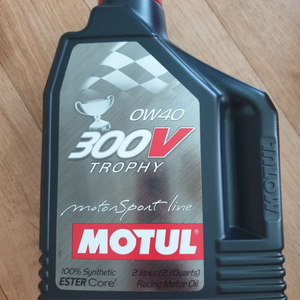 0W40
300V
TROPHY
motorsport line
MOTUL
100% Synthetic
ESTER Core®
2 litres (2.1 Quarts)
Racing Motor Oil
MOTUL